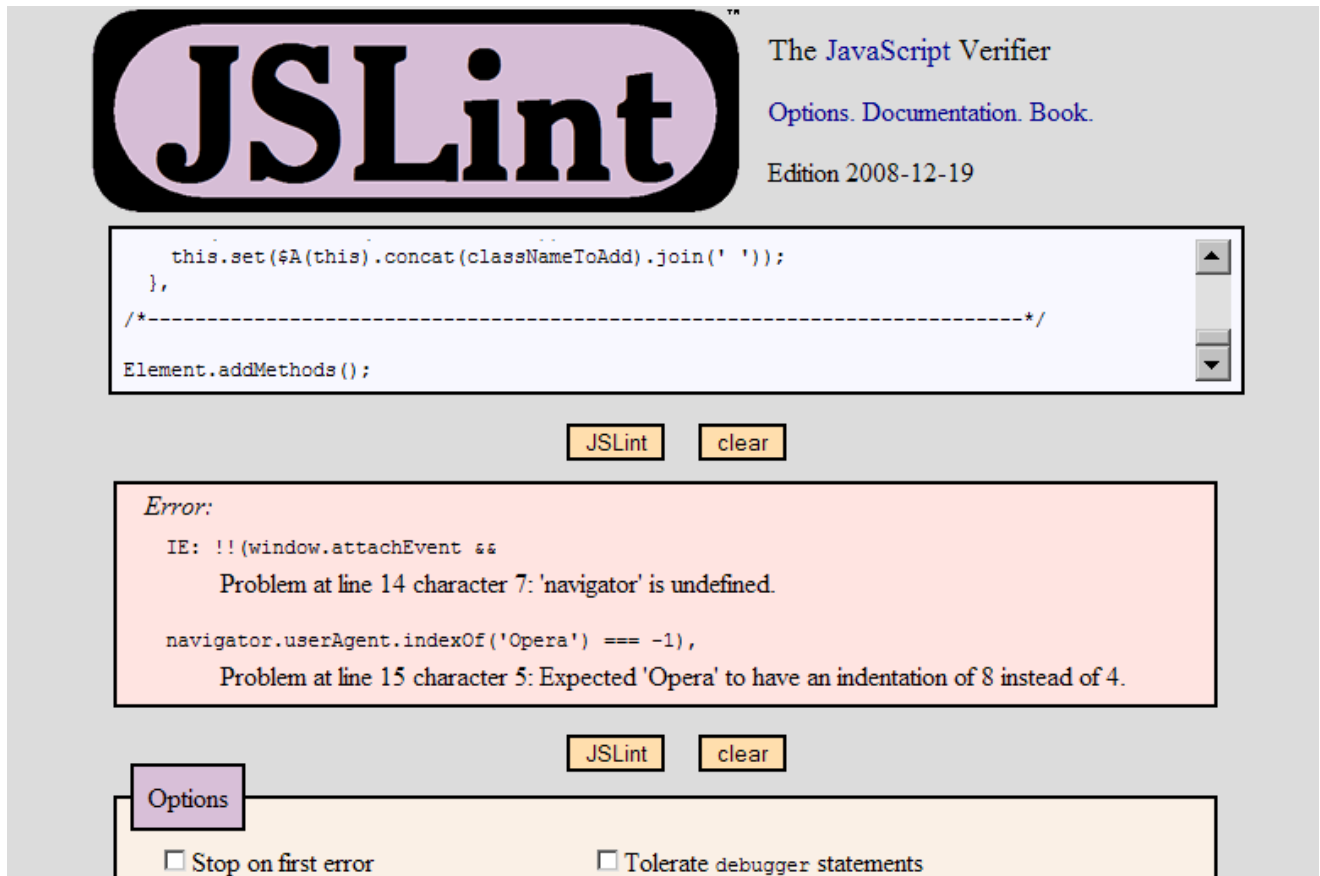 JSLint
™
The JavaScript Verifier
Options. Documentation. Book.
Edition 2008-12-19
this.set($A(this).concat(classNameToAdd).join(' '));
},
/*--------------------------------------------------------------------------*/
Element.addMethods();
JSLint clear
Error:
IE: !!(window.attachEvent &&
Problem at line 14 character 7: 'navigator' is undefined.
navigator.userAgent.indexOf('Opera') === -1),
Problem at line 15 character 5: Expected 'Opera' to have an indentation of 8 instead of 4.
JSLint clear
Options
Stop on first error Tolerate debugger statements